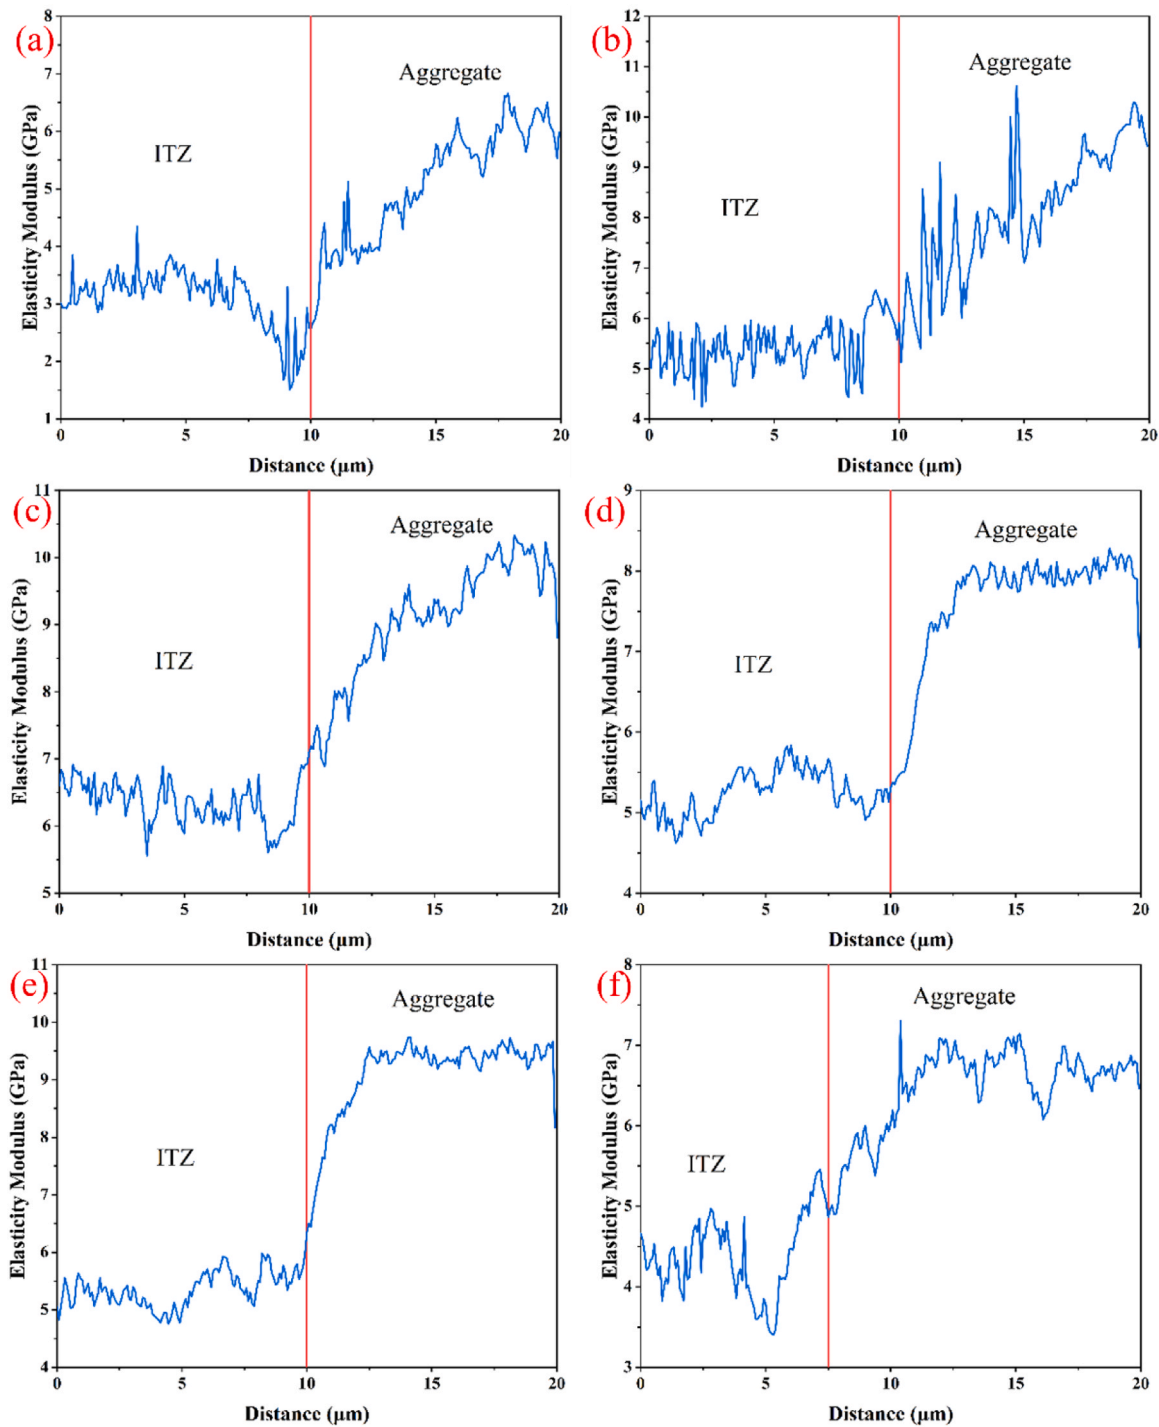 (a)
8
7
6
5
4
3
2
1
Elasticity Modulus (GPa)
ITZ
Aggregate
0 5 10 15 20
Distance (μm)
(b)
12
11
10
9
8
7
6
5
4
Elasticity Modulus (GPa)
ITZ
Aggregate
0 5 10 15 20
Distance (μm)
(c)
11
10
9
8
7
6
5
Elasticity Modulus (GPa)
ITZ
Aggregate
0 5 10 15 20
Distance (μm)
(d)
9
8
7
6
5
4
Elasticity Modulus (GPa)
ITZ
Aggregate
0 5 10 15 20
Distance (μm)
(e)
11
10
9
8
7
6
5
4
Elasticity Modulus (GPa)
ITZ
Aggregate
0 5 10 15 20
Distance (μm)
(f)
8
7
6
5
4
3
Elasticity Modulus (GPa)
ITZ
Aggregate
0 5 10 15 20
Distance (μm)